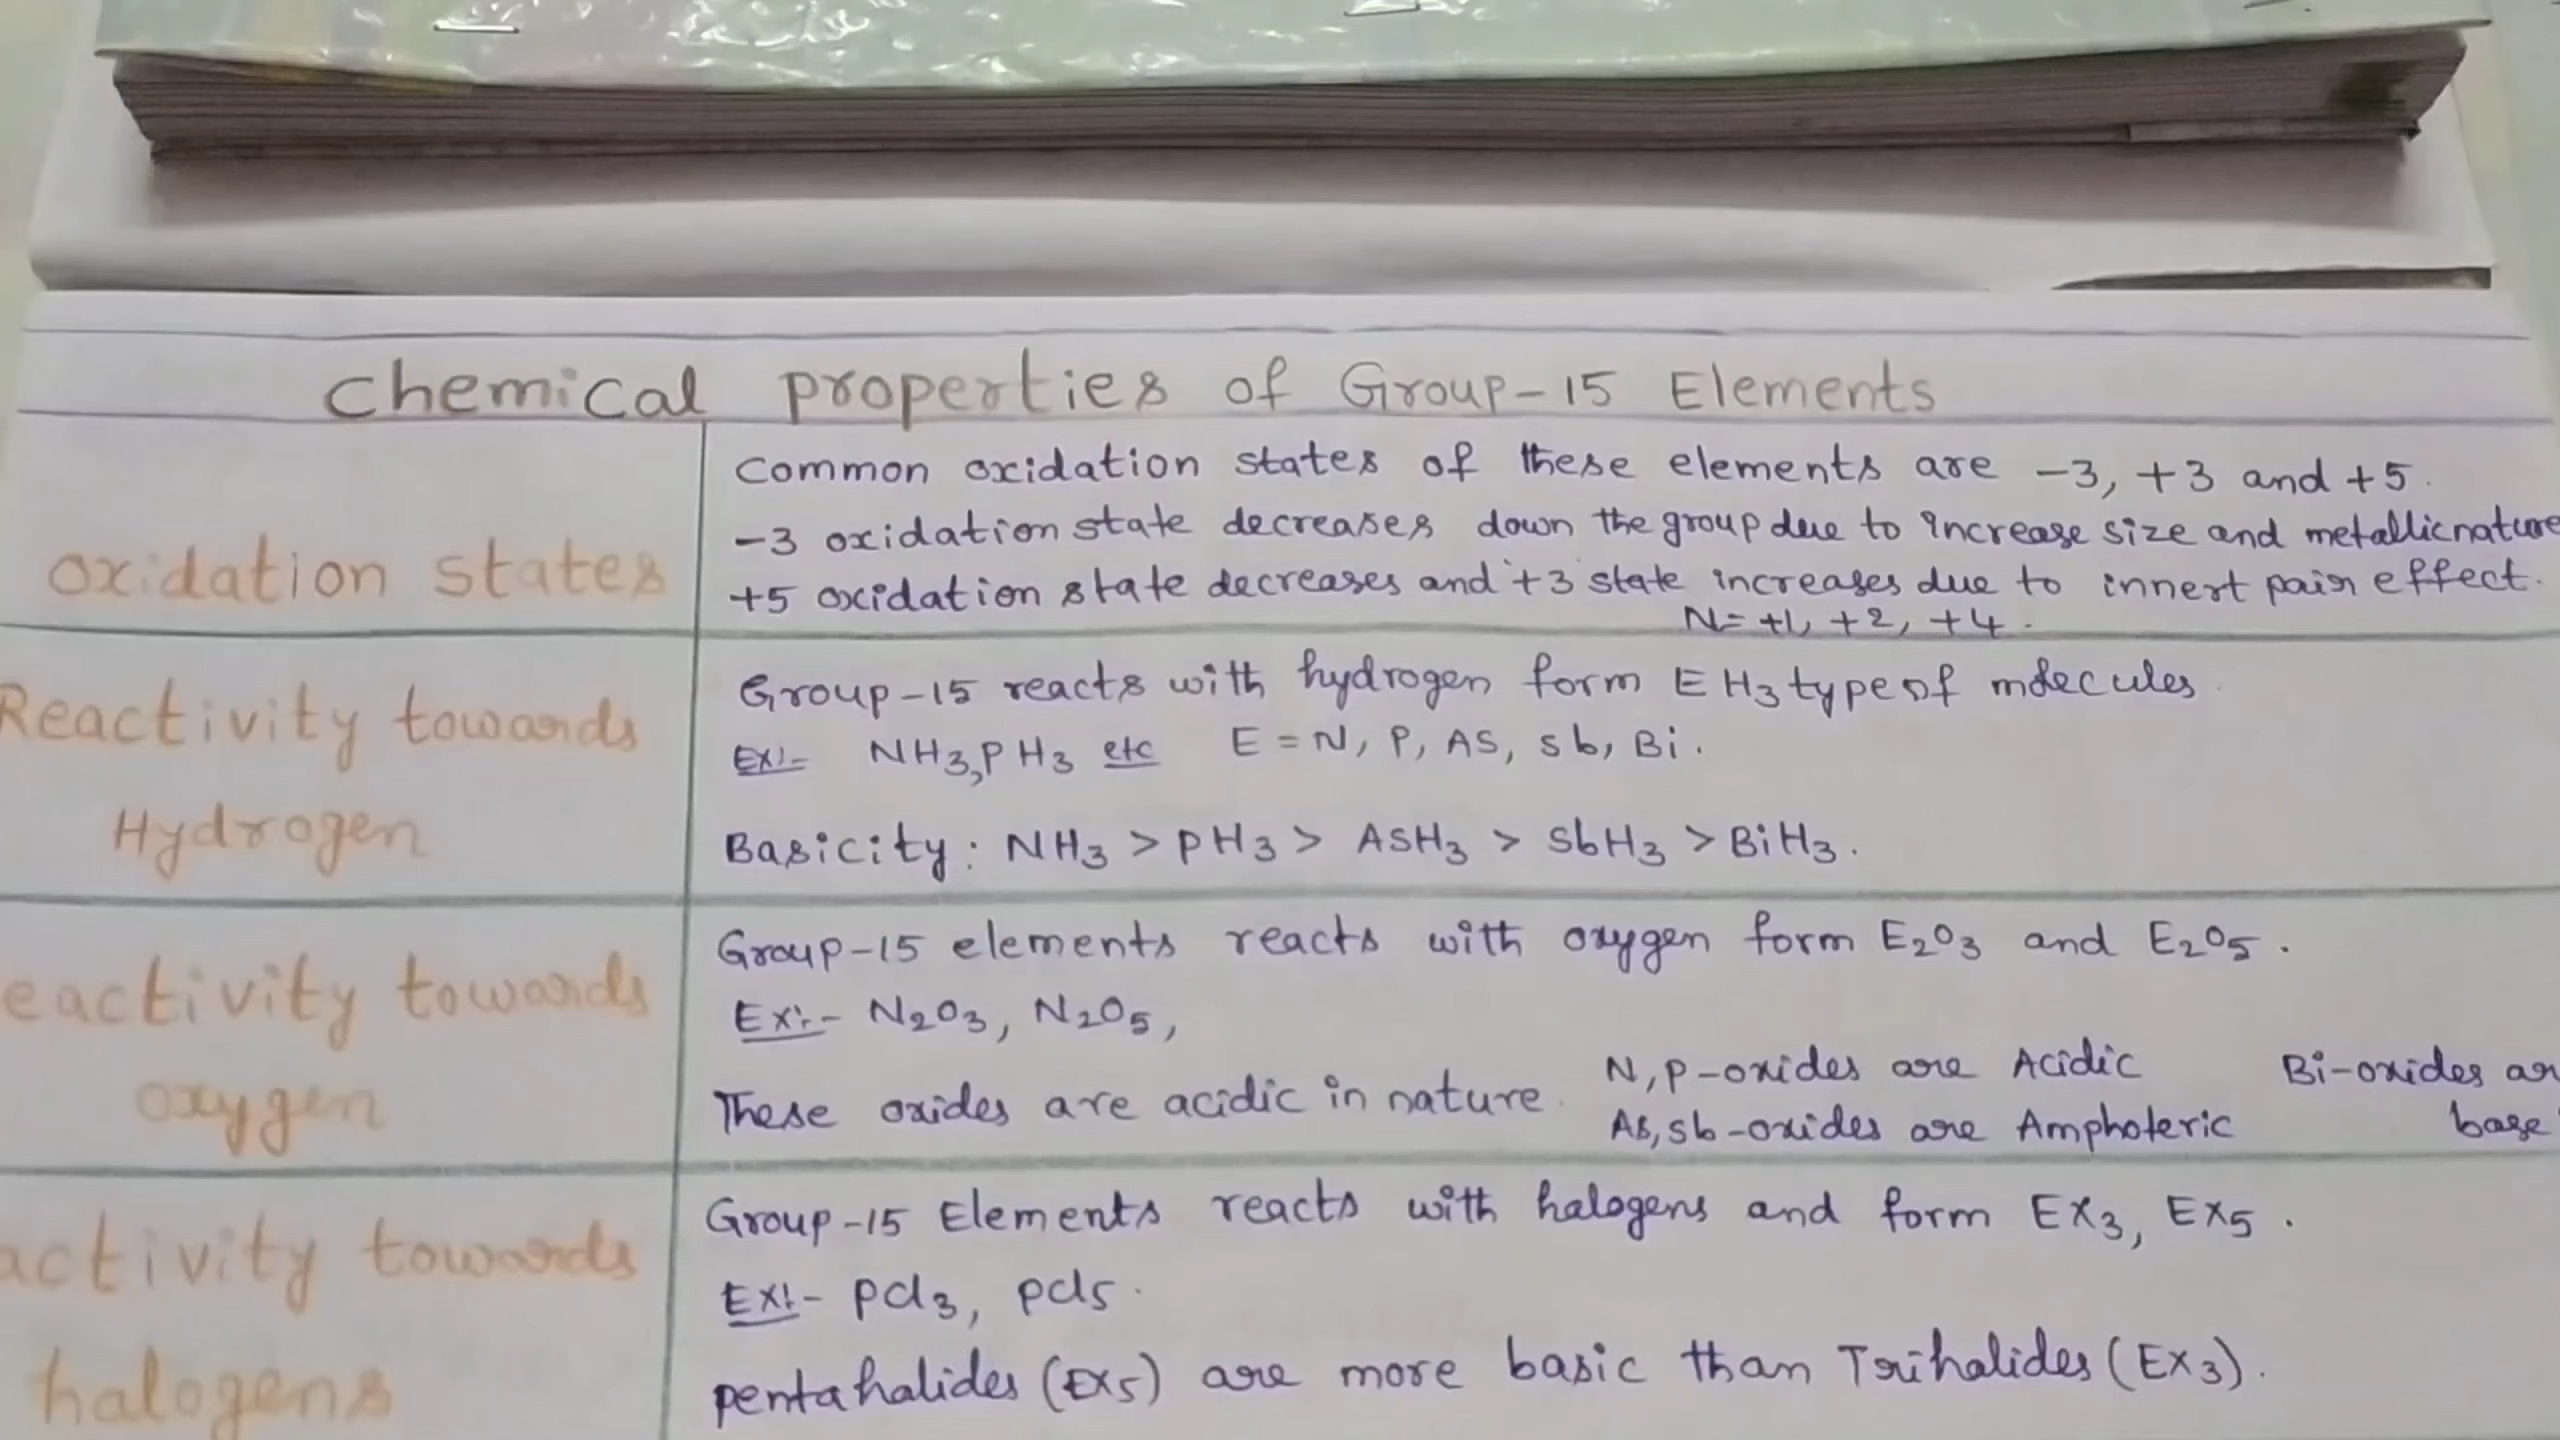 Chemical properties of Group-15 Elements
oxidation states
Common oxidation states of these elements are -3, +3 and +5.
-3 oxidation state decreases down the group due to increase size and metallic nature
+5 oxidation state decreases and +3 state increases due to innert pair effect.
N= +1, +2, +4.
Reactivity towards
Hydrogen
Group-15 reacts with hydrogen form EH3 type of molecules.
Ex:- NH3, PH3 etc E = N, P, AS, Sb, Bi.
Basicity: NH3 > PH3 > ASH3 > SbH3 > BiH3.
eactivity towards
oxygen
Group-15 elements reacts with oxygen form E2O3 and E2O5.
Ex:- N2O3, N2O5,
These oxides are acidic in nature.
N, P-oxides are Acidic
As, Sb-oxides are Amphoteric
Bi-oxides ar
base
activity towards
halogens
Group-15 Elements reacts with halogens and form EX3, EX5.
Ex:- pcl3, pcl5.
pentahalides (EX5) are more basic than Trihalides (EX3).